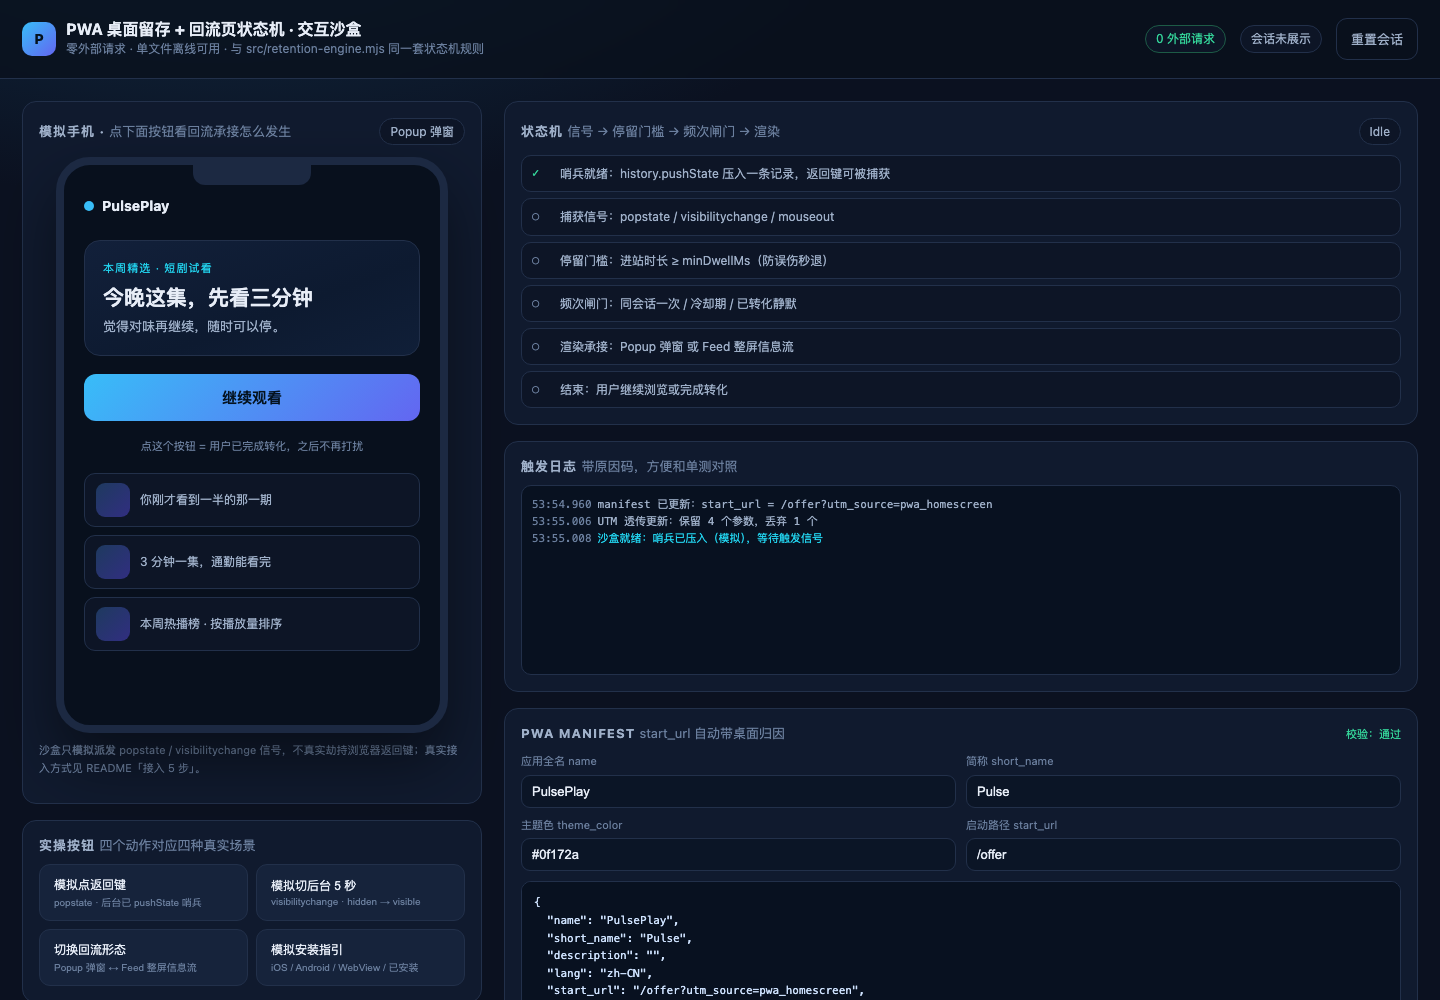 P
PWA 桌面留存 + 回流页状态机 · 交互沙盒
零外部请求 · 单文件离线可用 · 与 src/retention-engine.mjs 同一套状态机规则
0 外部请求
会话未展示
重置会话
模拟手机 · 点下面按钮看回流承接怎么发生
Popup 弹窗
PulsePlay
本周精选 · 短剧试看
今晚这集，先看三分钟
觉得对味再继续，随时可以停。
继续观看
点这个按钮 = 用户已完成转化，之后不再打扰
你刚才看到一半的那一期
3 分钟一集，通勤能看完
本周热播榜 · 按播放量排序
沙盒只模拟派发 popstate / visibilitychange 信号，不真实劫持浏览器返回键；真实接
入方式见 README「接入 5 步」。
实操按钮 四个动作对应四种真实场景
模拟点返回键
popstate · 后台已 pushState 哨兵
模拟切后台 5 秒
visibilitychange · hidden → visible
切换回流形态
Popup 弹窗 ↔ Feed 整屏信息流
模拟安装指引
iOS / Android / WebView / 已安装
状态机 信号 → 停留门槛 → 频次闸门 → 渲染
Idle
✓ 哨兵就绪：history.pushState 压入一条记录，返回键可被捕获
○ 捕获信号：popstate / visibilitychange / mouseout
○ 停留门槛：进站时长 ≥ minDwellMs（防误伤秒退）
○ 频次闸门：同会话一次 / 冷却期 / 已转化静默
○ 渲染承接：Popup 弹窗 或 Feed 整屏信息流
○ 结束：用户继续浏览或完成转化
触发日志 带原因码，方便和单测对照
53:54.960 manifest 已更新：start_url = /offer?utm_source=pwa_homescreen
53:55.006 UTM 透传更新：保留 4 个参数，丢弃 1 个
53:55.008 沙盒就绪：哨兵已压入（模拟），等待触发信号
PWA MANIFEST start_url 自动带桌面归因
校验：通过
应用全名 name
简称 short_name
PulsePlay
Pulse
主题色 theme_color
启动路径 start_url
#0f172a
/offer
{
"name": "PulsePlay",
"short_name": "Pulse",
"description": "",
"lang": "zh-CN",
"start_url": "/offer?utm_source=pwa_homescreen",